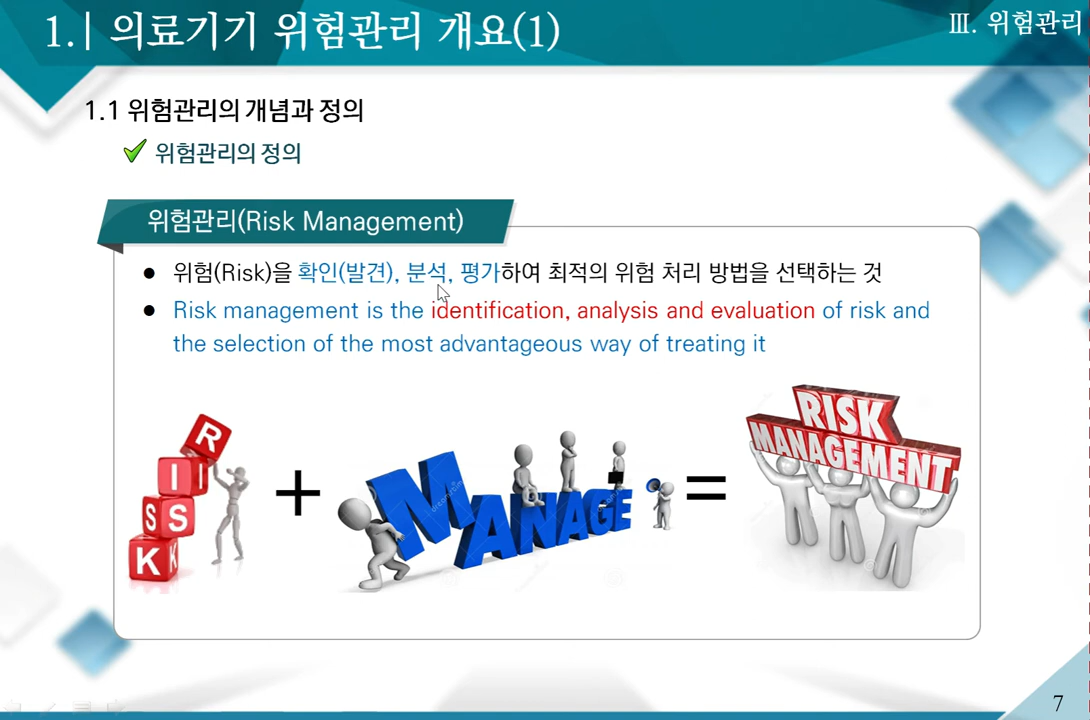 1.| 의료기기 위험관리 개요(1)
Ⅲ. 위험관리
1.1 위험관리의 개념과 정의
위험관리의 정의
위험관리(Risk Management)
● 위험(Risk)을 확인(발견), 분석, 평가하여 최적의 위험 처리 방법을 선택하는 것
● Risk management is the identification, analysis and evaluation of risk and
the selection of the most advantageous way of treating it
R
I I
S S
K K
+
MANAGE
=
RISK
MANAGEMENT
7